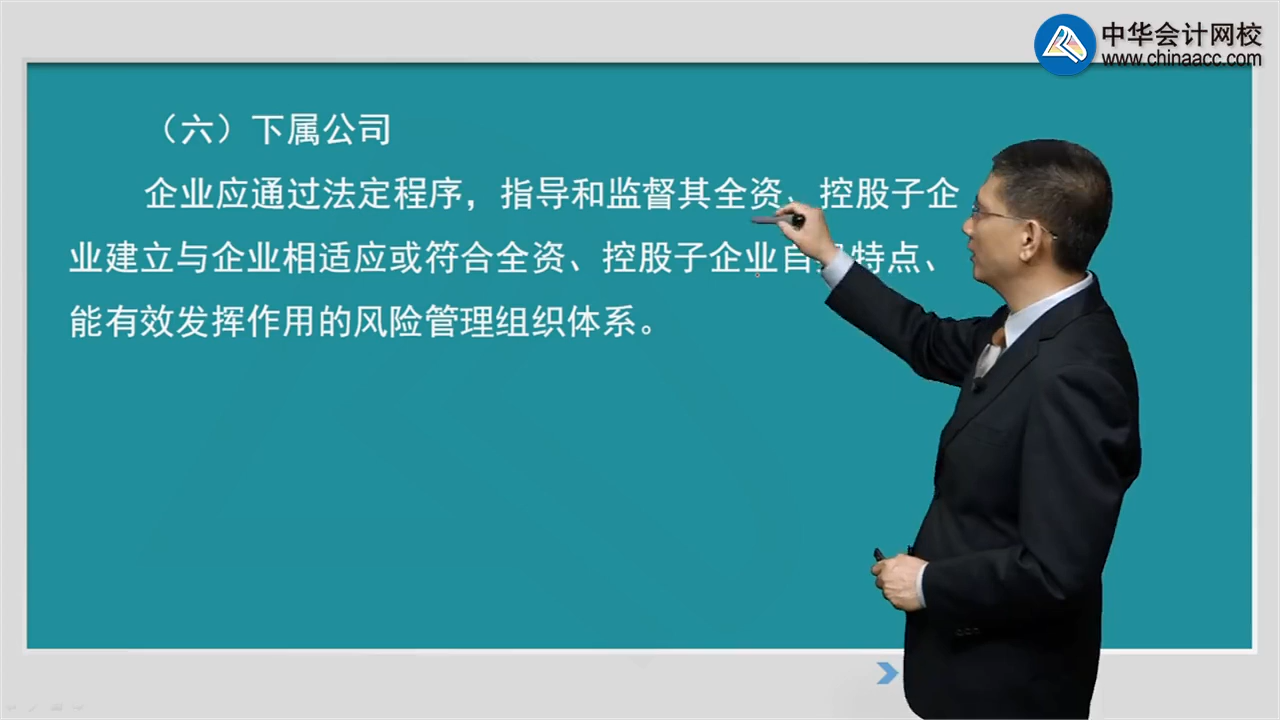 中华会计网校
www.chinaacc.com
（六）下属公司
企业应通过法定程序，指导和监督其全资、控股子企
业建立与企业相适应或符合全资、控股子企业自 特点、
能有效发挥作用的风险管理组织体系。